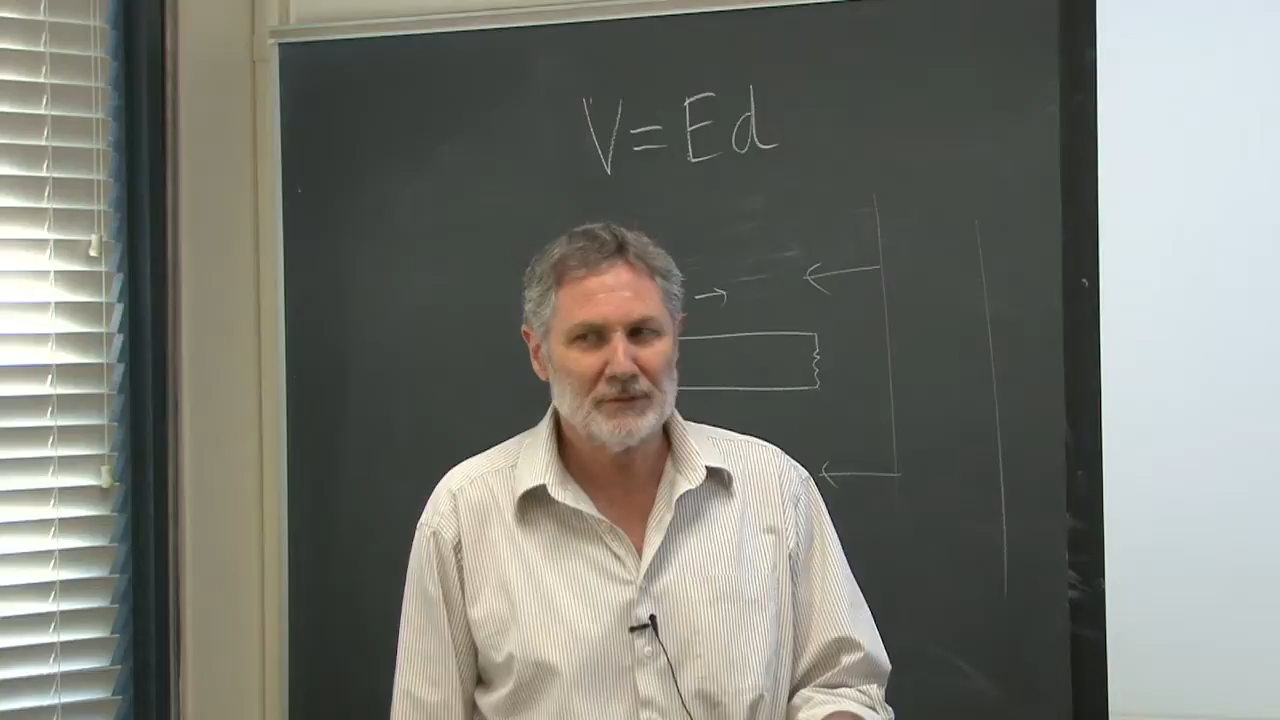 V = Ed